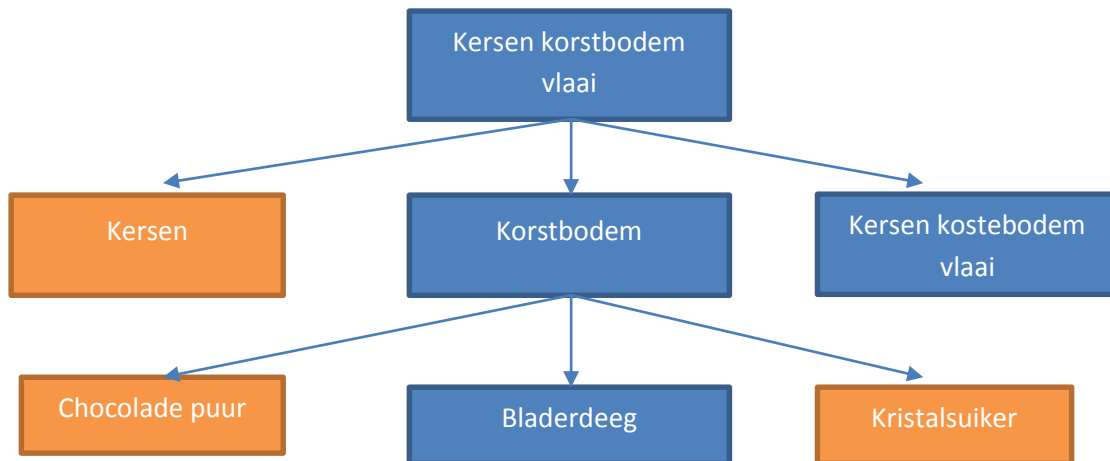 Kersen korstbodem
vlaai
Kersen
Korstbodem
Kersen kostebodem
vlaai
Chocolade puur
Bladerdeeg
Kristalsuiker